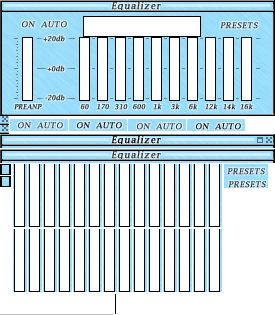 Equalizer
ON AUTO PRESETS
+20db
+0db
-20db
PREAMP 60 170 310 600 1k 3k 6k 12k 14k 16k
ON AUTO ON AUTO ON AUTO ON AUTO
Equalizer
Equalizer
PRESETS
PRESETS